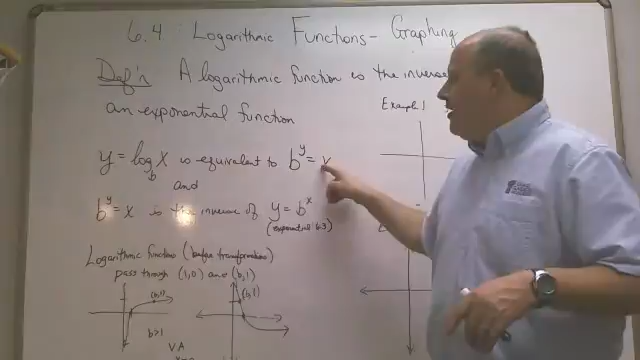 6.4 Logarithmic Functions - Graphing
Def'n A logarithmic function is the inverse
an exponential function
Example 1
y = log_b x is equivalent to b^y = x
and
b^y = x is the inverse of y = b^x
(exponential 6.3)
Logarithmic functions (before transformations)
pass through (1,0) and (b,1)
(b,1)
(b,1)
b>1
VA